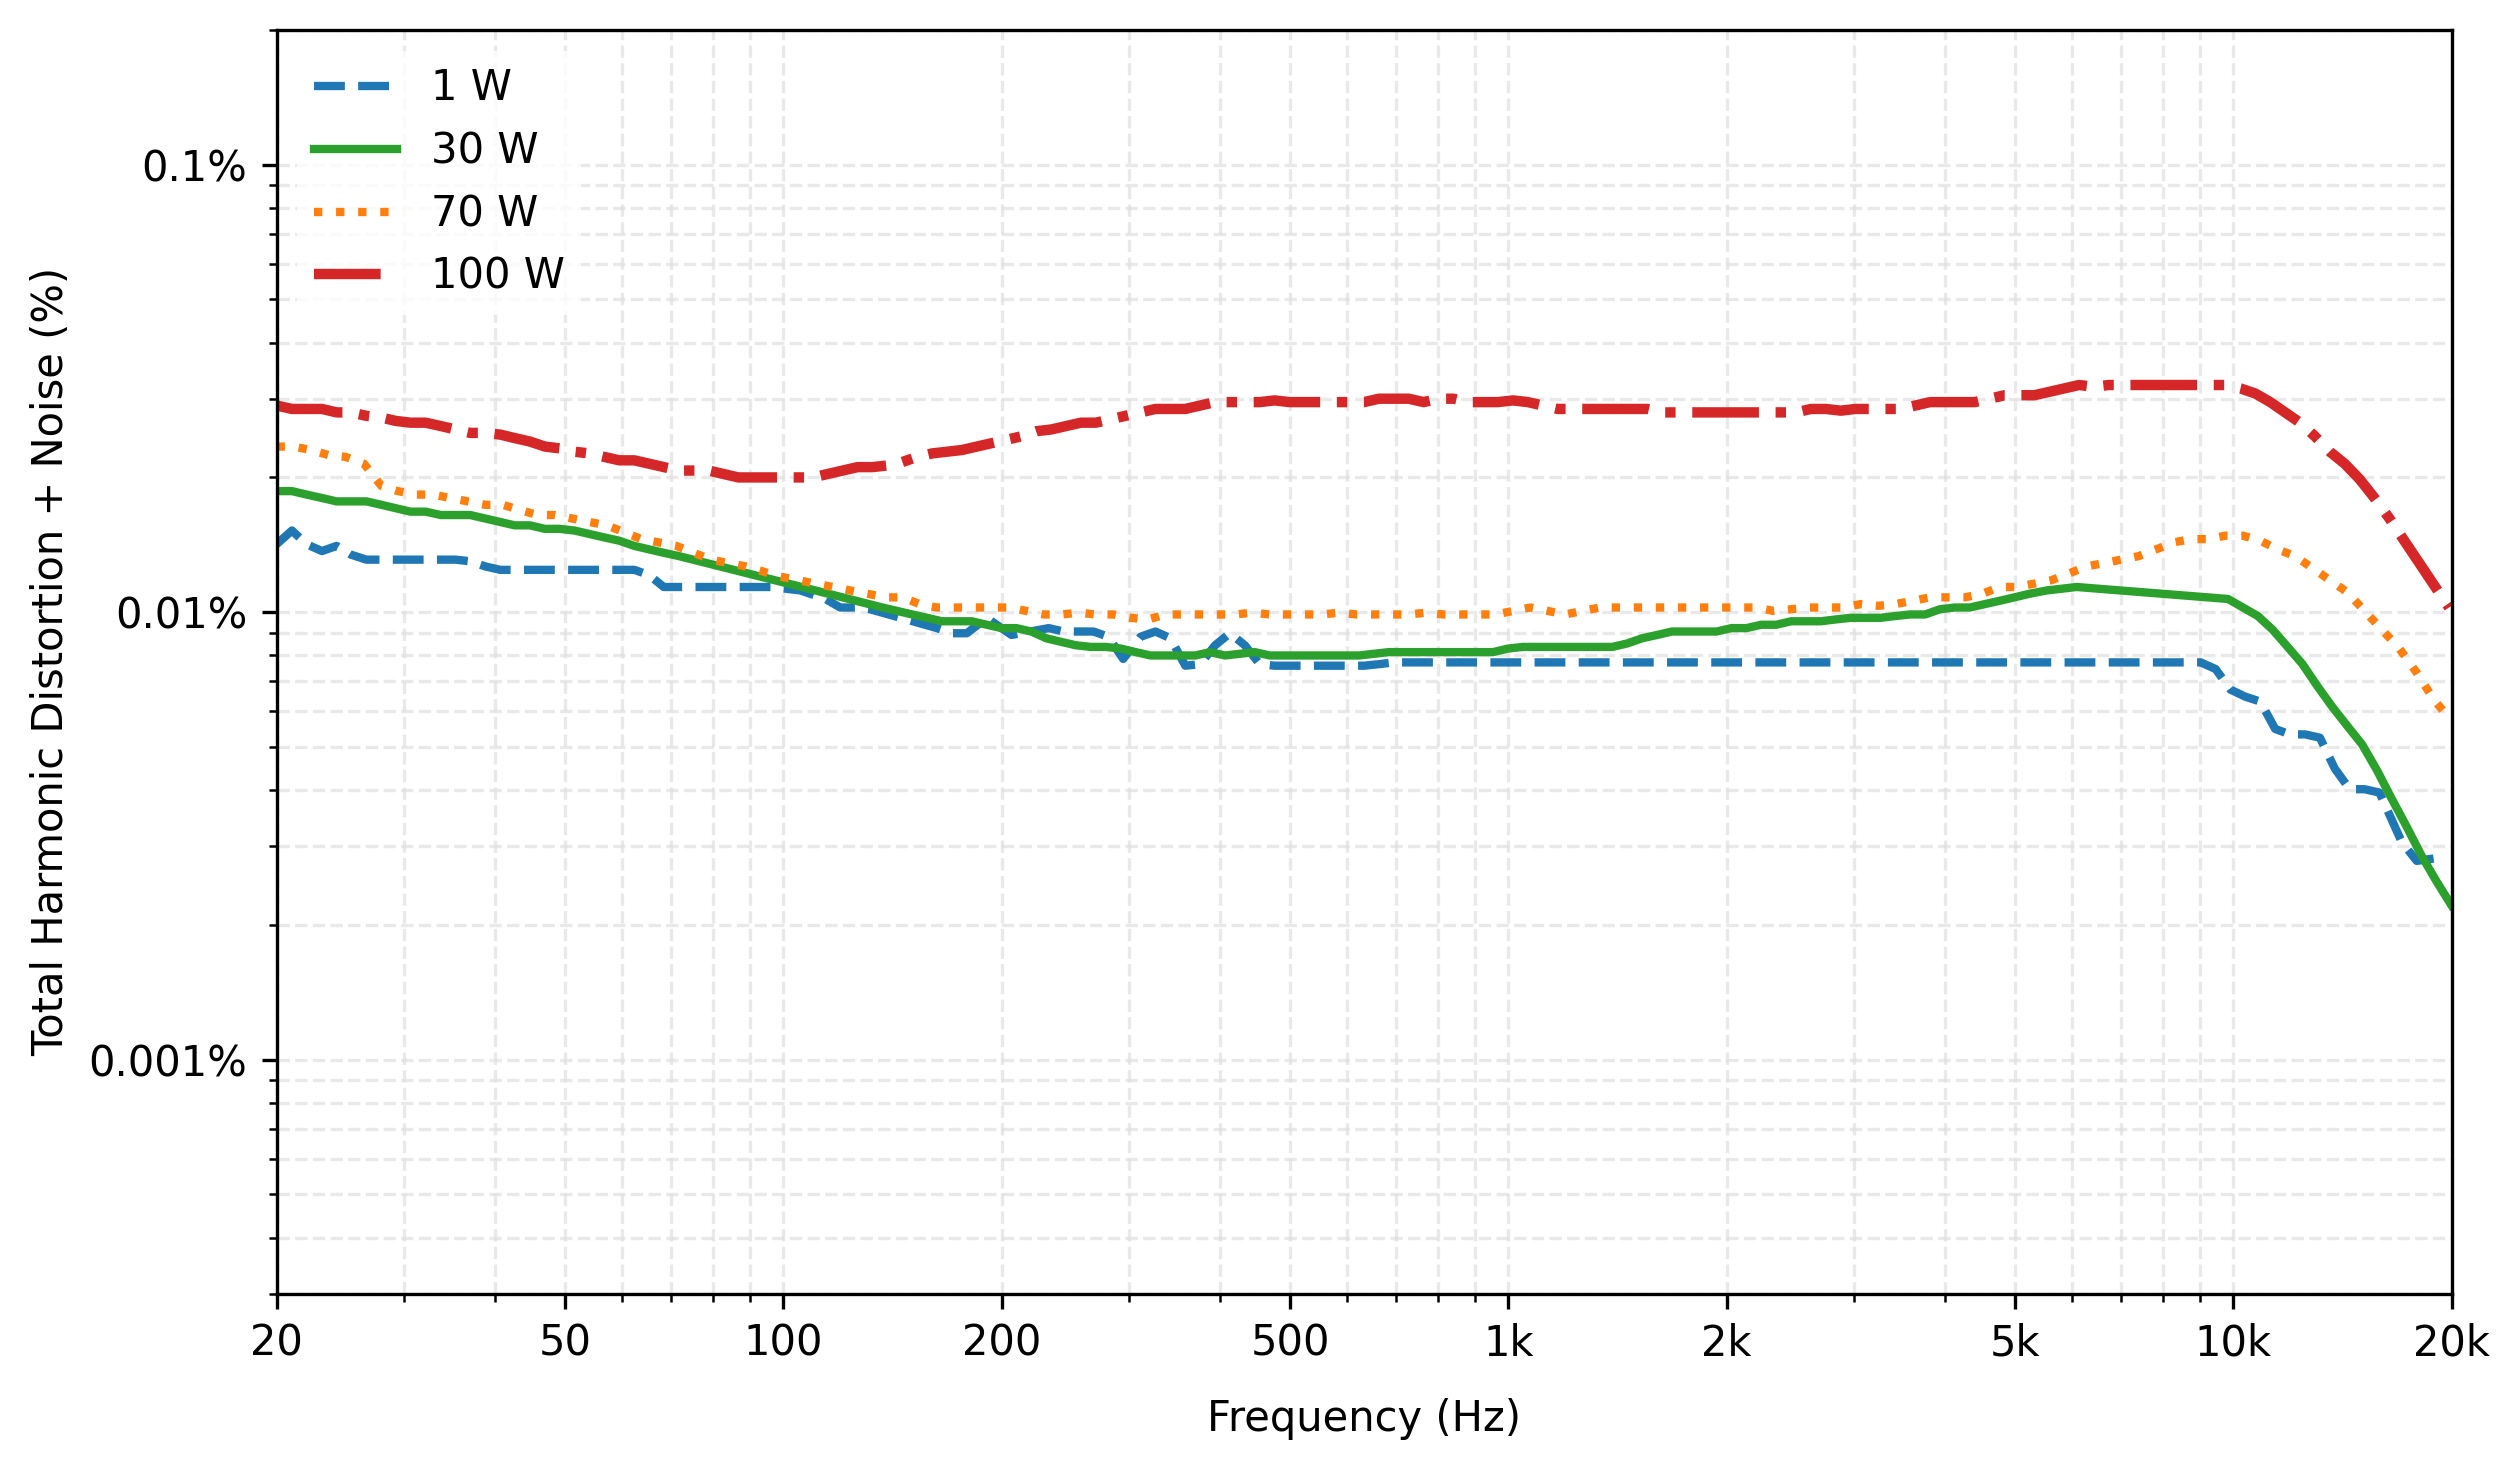 1 W
30 W
70 W
100 W
Total Harmonic Distortion + Noise (%)
0.1%
0.01%
0.001%
20 50 100 200 500 1k 2k 5k 10k 20k
Frequency (Hz)